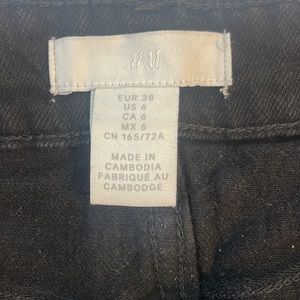 H&M
EUR 38
US 6
CA 6
MX 6
CN 165/72A
MADE IN
CAMBODIA
FABRIQUÉ AU
CAMBODGE